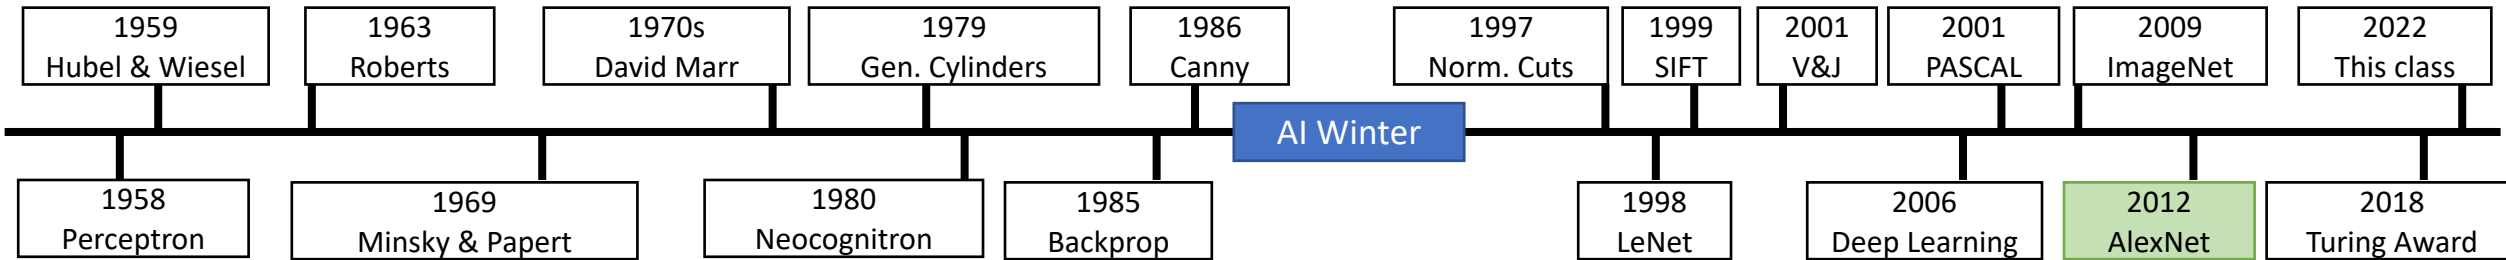 1959
Hubel & Wiesel
1963
Roberts
1970s
David Marr
1979
Gen. Cylinders
1986
Canny
1997
Norm. Cuts
1999
SIFT
2001
V&J
2001
PASCAL
2009
ImageNet
2022
This class
AI Winter
1958
Perceptron
1969
Minsky & Papert
1980
Neocognitron
1985
Backprop
1998
LeNet
2006
Deep Learning
2012
AlexNet
2018
Turing Award